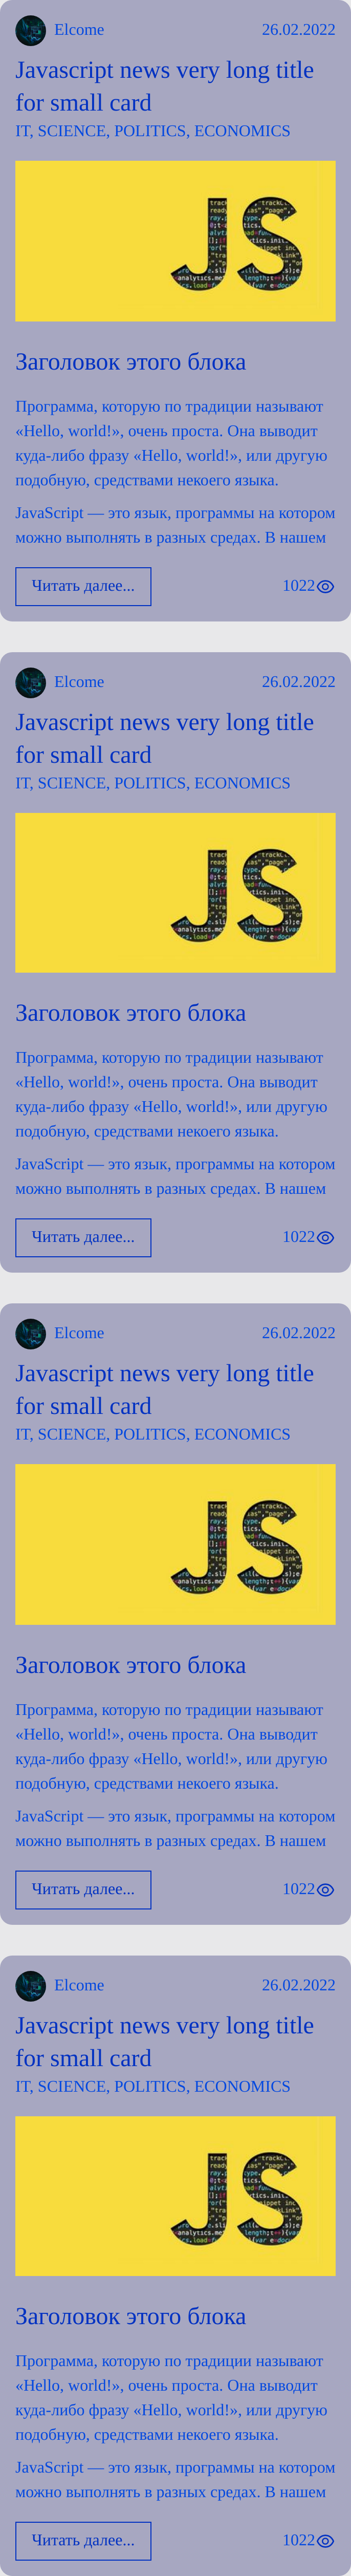 Elcome 26.02.2022
Javascript news very long title
for small card
IT, SCIENCE, POLITICS, ECONOMICS
JS
Заголовок этого блока
Программа, которую по традиции называют
«Hello, world!», очень проста. Она выводит
куда-либо фразу «Hello, world!», или другую
подобную, средствами некоего языка.
JavaScript — это язык, программы на котором
можно выполнять в разных средах. В нашем
Читать далее... 1022
Elcome 26.02.2022
Javascript news very long title
for small card
IT, SCIENCE, POLITICS, ECONOMICS
JS
Заголовок этого блока
Программа, которую по традиции называют
«Hello, world!», очень проста. Она выводит
куда-либо фразу «Hello, world!», или другую
подобную, средствами некоего языка.
JavaScript — это язык, программы на котором
можно выполнять в разных средах. В нашем
Читать далее... 1022
Elcome 26.02.2022
Javascript news very long title
for small card
IT, SCIENCE, POLITICS, ECONOMICS
JS
Заголовок этого блока
Программа, которую по традиции называют
«Hello, world!», очень проста. Она выводит
куда-либо фразу «Hello, world!», или другую
подобную, средствами некоего языка.
JavaScript — это язык, программы на котором
можно выполнять в разных средах. В нашем
Читать далее... 1022
Elcome 26.02.2022
Javascript news very long title
for small card
IT, SCIENCE, POLITICS, ECONOMICS
JS
Заголовок этого блока
Программа, которую по традиции называют
«Hello, world!», очень проста. Она выводит
куда-либо фразу «Hello, world!», или другую
подобную, средствами некоего языка.
JavaScript — это язык, программы на котором
можно выполнять в разных средах. В нашем
Читать далее... 1022